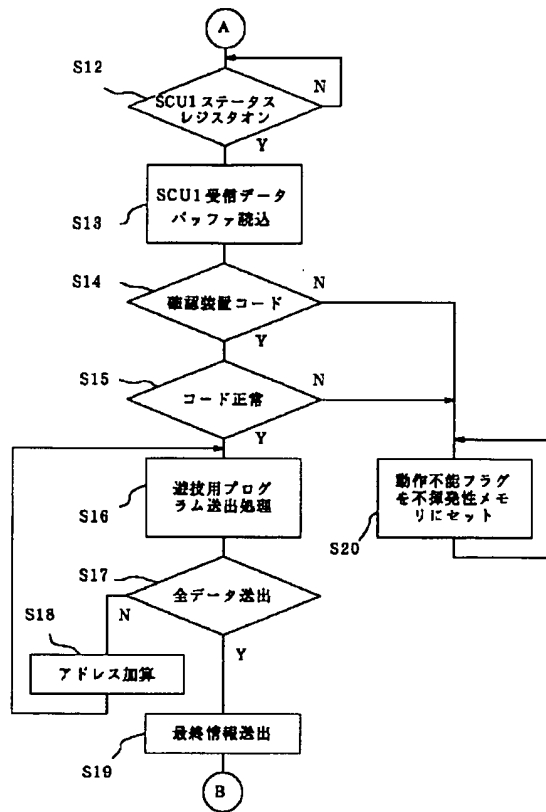 A
S12
SCU1ステータス
レジスタオン
N
Y
S13
SCU1受信データ
バッファ読込
S14
確認装置コード
N
Y
S15
コード正常
N
Y
S16
遊技用プログ
ラム送出処理
動作不能フラグ
を不揮発性メモ
リにセット
S20
S17
全データ送出
N
Y
S18
アドレス加算
S19
最終情報送出
B